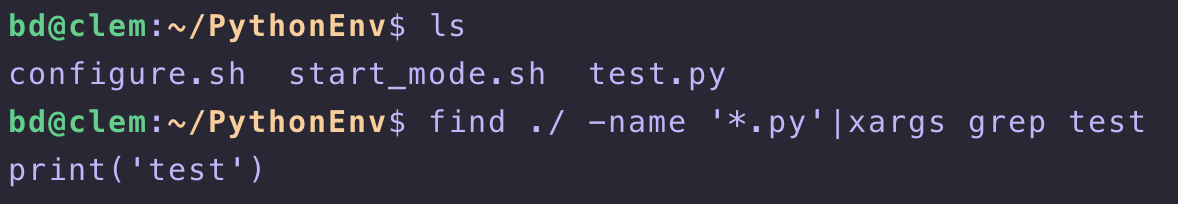 bd@clem:~/PythonEnv$ ls
configure.sh  start_mode.sh  test.py
bd@clem:~/PythonEnv$ find ./ -name '*.py'|xargs grep test
print('test')